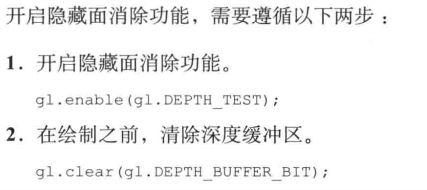 开启隐藏面消除功能，需要遵循以下两步：
1. 开启隐藏面消除功能。
gl.enable(gl.DEPTH_TEST);
2. 在绘制之前，清除深度缓冲区。
gl.clear(gl.DEPTH_BUFFER_BIT);